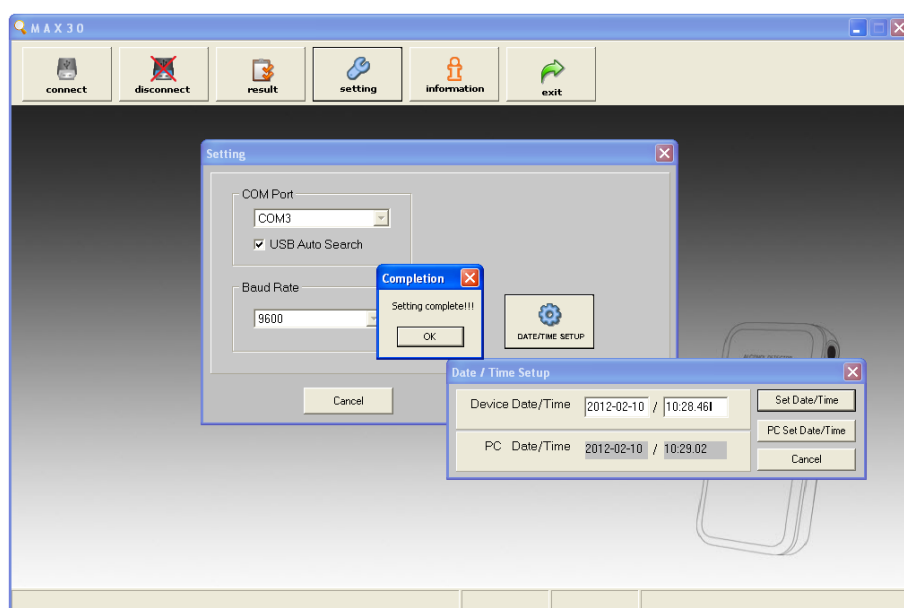 MAX30
connect
disconnect
result
setting
information
exit
Setting
COM Port
COM3
USB Auto Search
Baud Rate
9600
Completion
Setting complete!!!
OK
DATE/TIME SETUP
Cancel
Date / Time Setup
Device Date/Time 2012-02-10 / 10:28.46
Set Date/Time
PC Set Date/Time
PC Date/Time 2012-02-10 / 10:29.02
Cancel